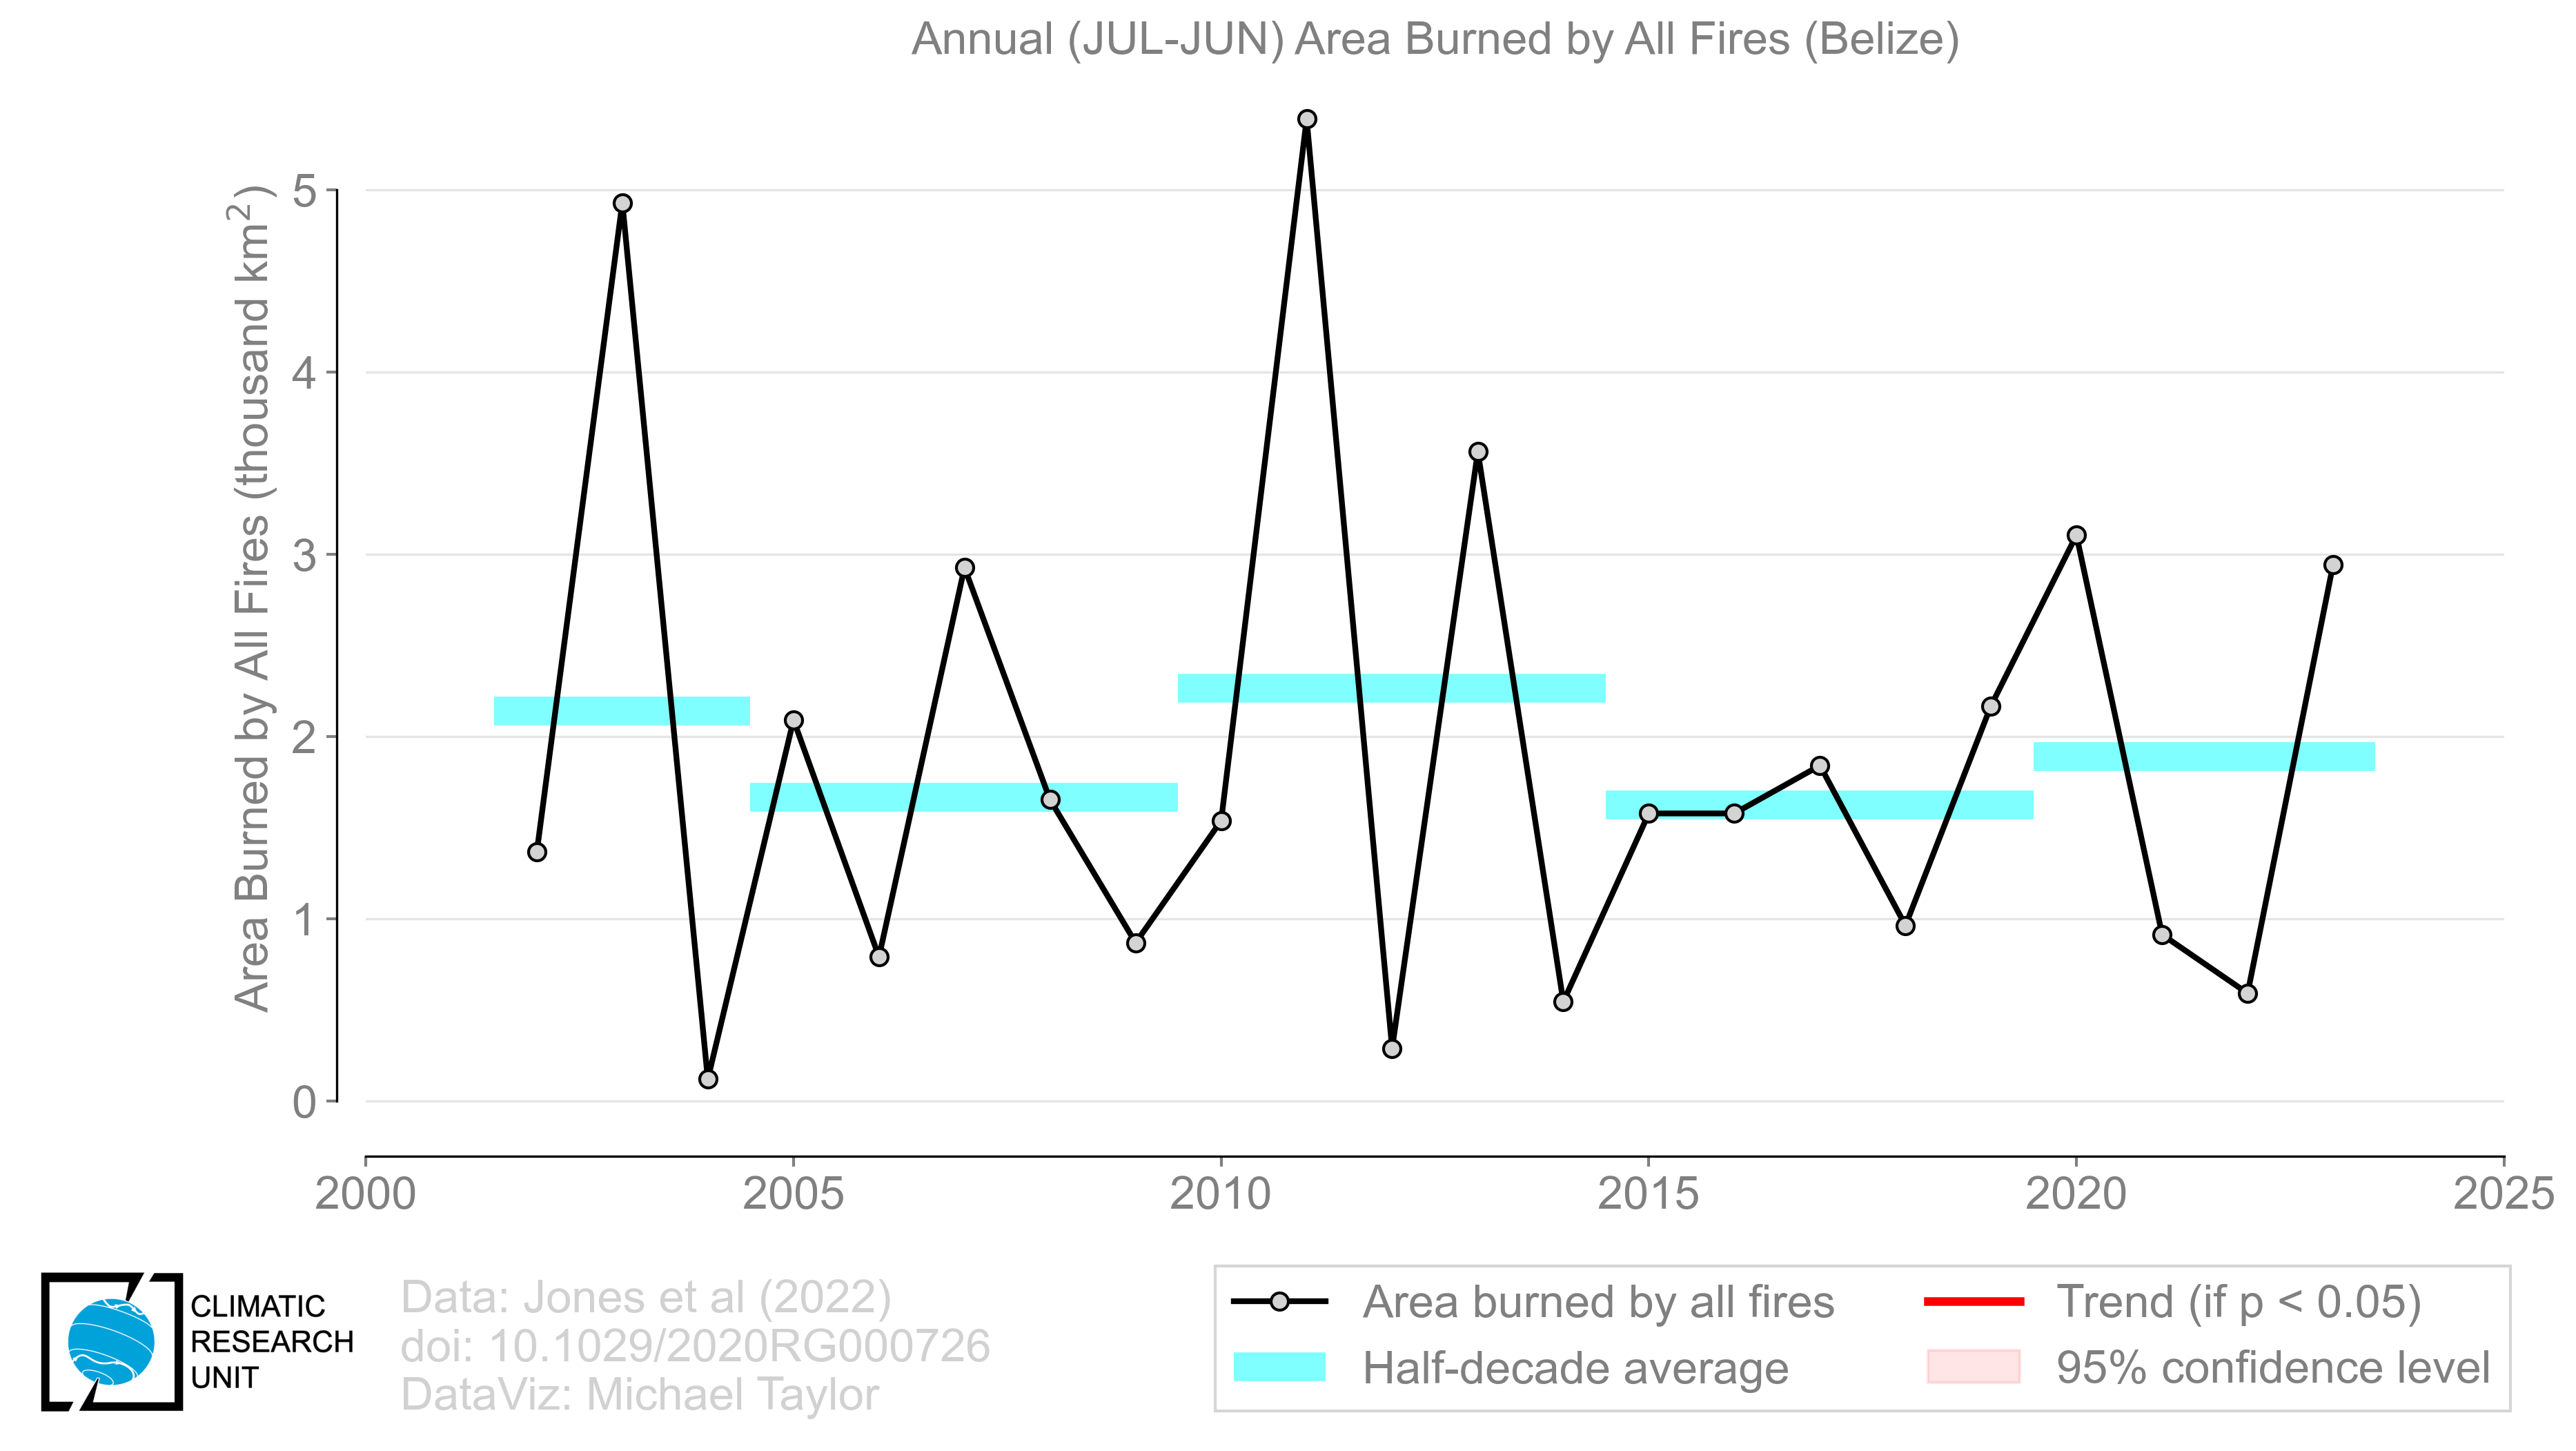 Annual (JUL-JUN) Area Burned by All Fires (Belize)
Area Burned by All Fires (thousand km²)
5
4
3
2
1
0
2000 2005 2010 2015 2020 2025
CLIMATIC
RESEARCH
UNIT
Data: Jones et al (2022)
doi: 10.1029/2020RG000726
DataViz: Michael Taylor
Area burned by all fires
Half-decade average
Trend (if p < 0.05)
95% confidence level